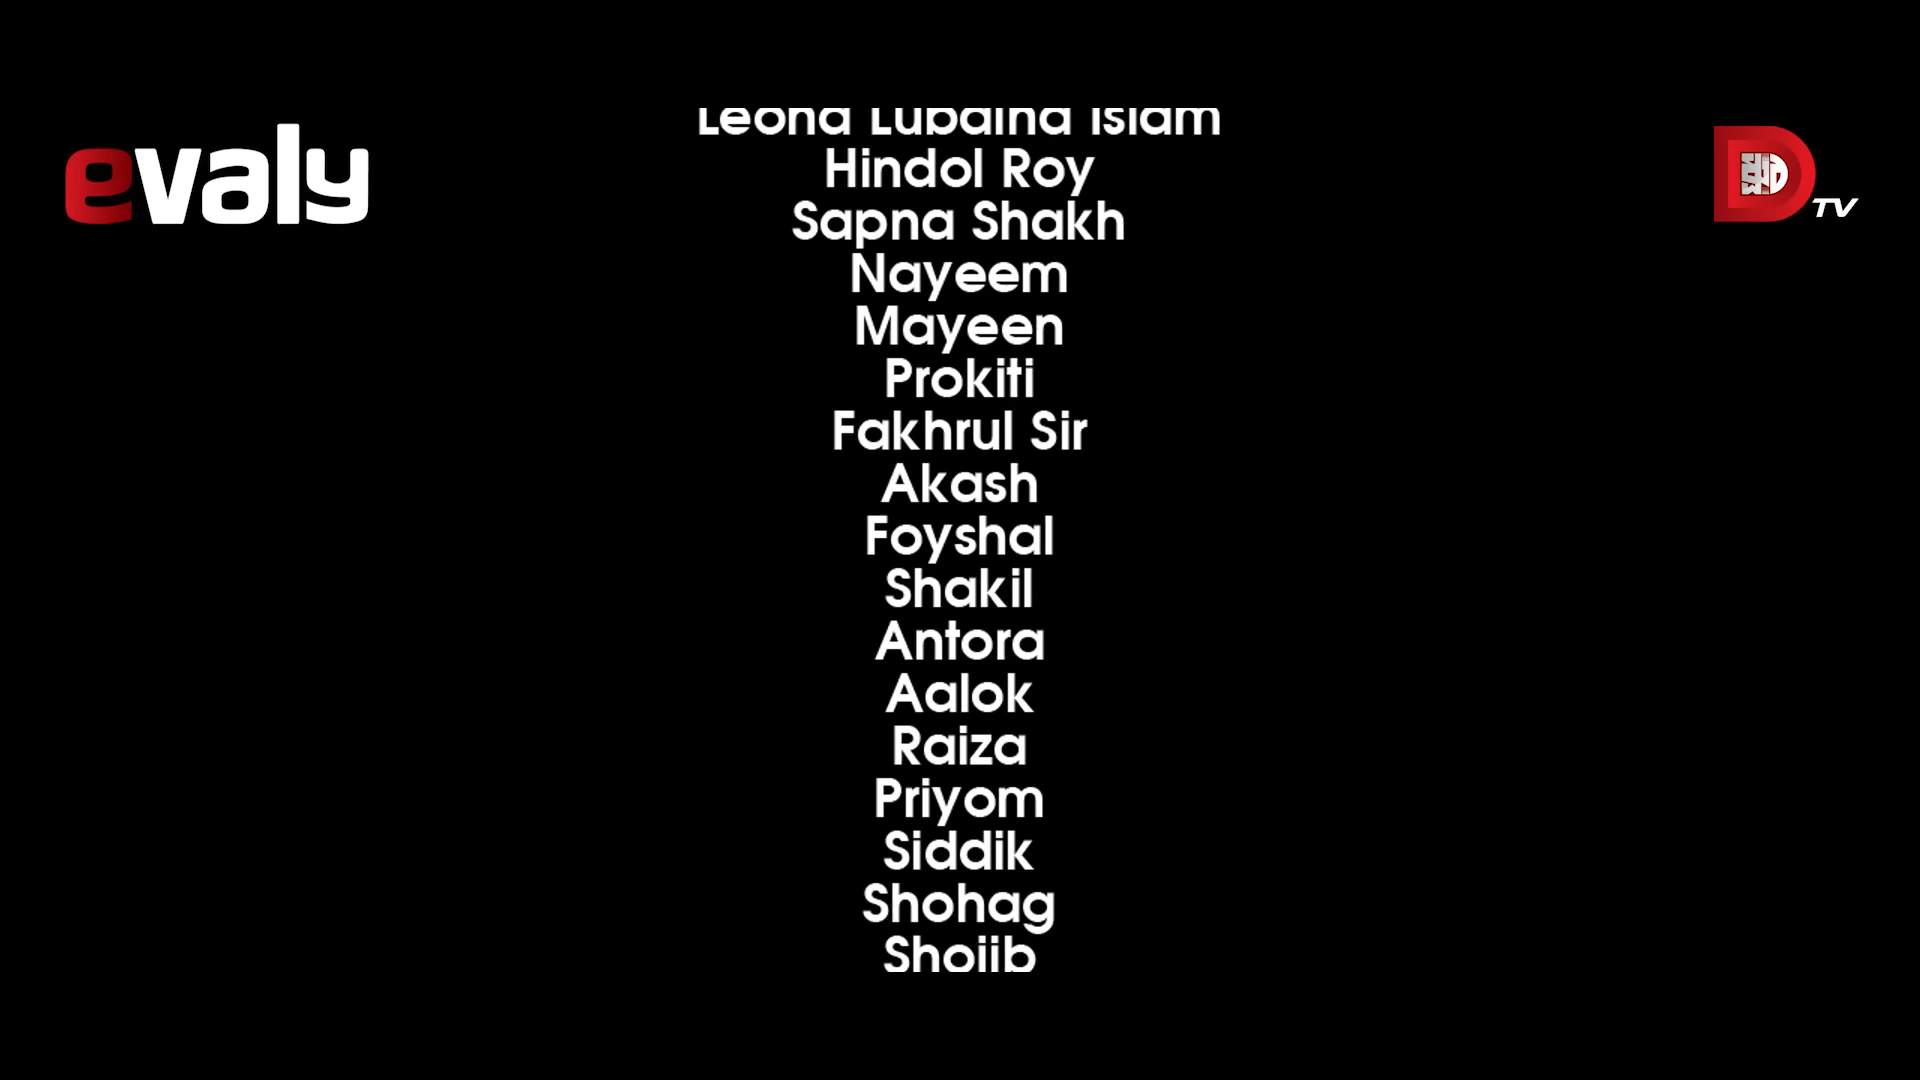 evaly
TV
Leona Lubaina Islam
Hindol Roy
Sapna Shakh
Nayeem
Mayeen
Prokiti
Fakhrul Sir
Akash
Foyshal
Shakil
Antora
Aalok
Raiza
Priyom
Siddik
Shohag